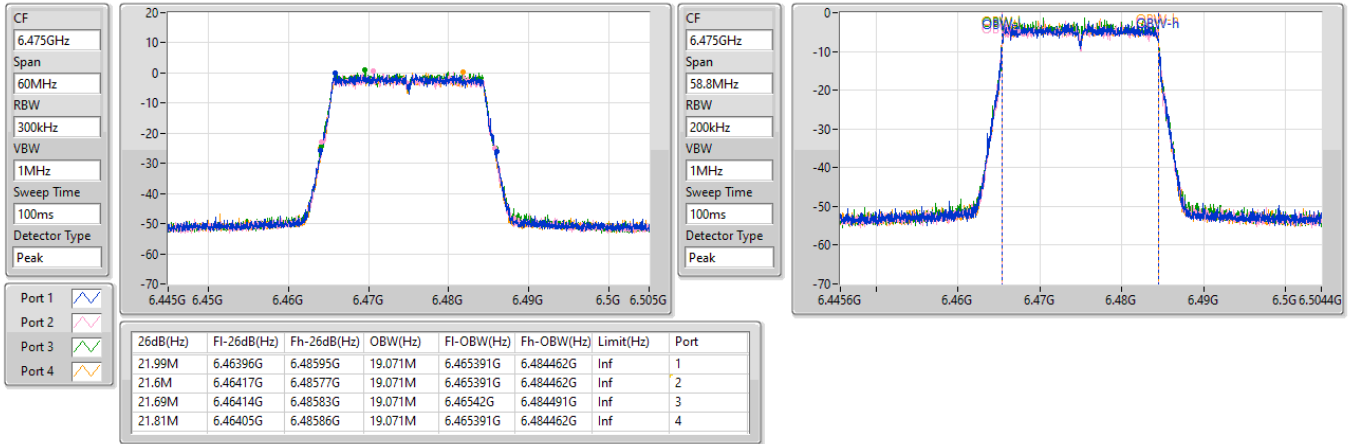 CF
6.475GHz
Span
60MHz
RBW
300kHz
VBW
1MHz
Sweep Time
100ms
Detector Type
Peak
20
10
0
-10
-20
-30
-40
-50
-60
-70
6.445G 6.45G 6.46G 6.47G 6.48G 6.49G 6.5G 6.505G
CF
6.475GHz
Span
58.8MHz
RBW
200kHz
VBW
1MHz
Sweep Time
100ms
Detector Type
Peak
0
-10
-20
-30
-40
-50
-60
-70
OBW-h
6.4456G 6.46G 6.47G 6.48G 6.49G 6.5G 6.5044G
Port 1
Port 2
Port 3
Port 4
26dB(Hz) Fl-26dB(Hz) Fh-26dB(Hz) OBW(Hz) Fl-OBW(Hz) Fh-OBW(Hz) Limit(Hz) Port
21.99M 6.46396G 6.48595G 19.071M 6.465391G 6.484462G Inf 1
21.6M 6.46417G 6.48577G 19.071M 6.465391G 6.484462G Inf 2
21.69M 6.46414G 6.48583G 19.071M 6.46542G 6.484491G Inf 3
21.81M 6.46405G 6.48586G 19.071M 6.465391G 6.484462G Inf 4